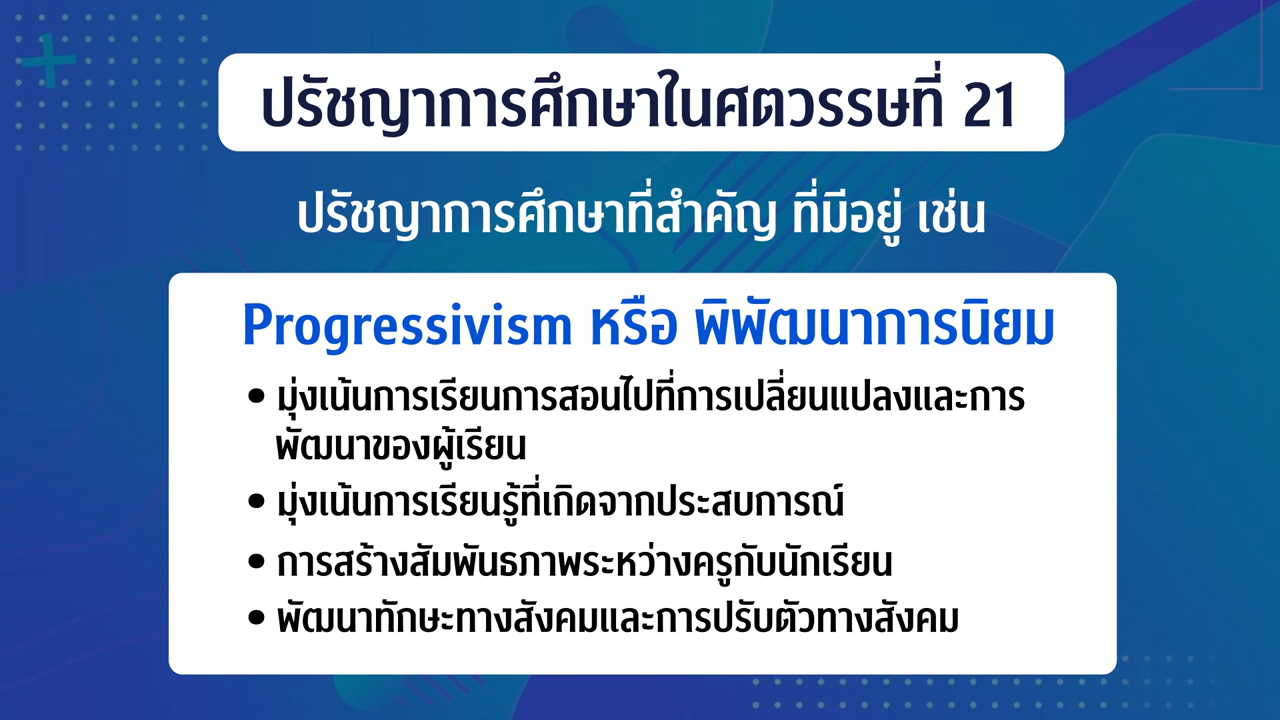 ปรัชญาการศึกษาในศตวรรษที่ 21
ปรัชญาการศึกษาที่สำคัญ ที่มีอยู่ เช่น
Progressivism หรือ พิพัฒนาการนิยม
• มุ่งเน้นการเรียนการสอนไปที่การเปลี่ยนแปลงและการ
พัฒนาของผู้เรียน
• มุ่งเน้นการเรียนรู้ที่เกิดจากประสบการณ์
• การสร้างสัมพันธภาพระหว่างครูกับนักเรียน
• พัฒนาทักษะทางสังคมและการปรับตัวทางสังคม